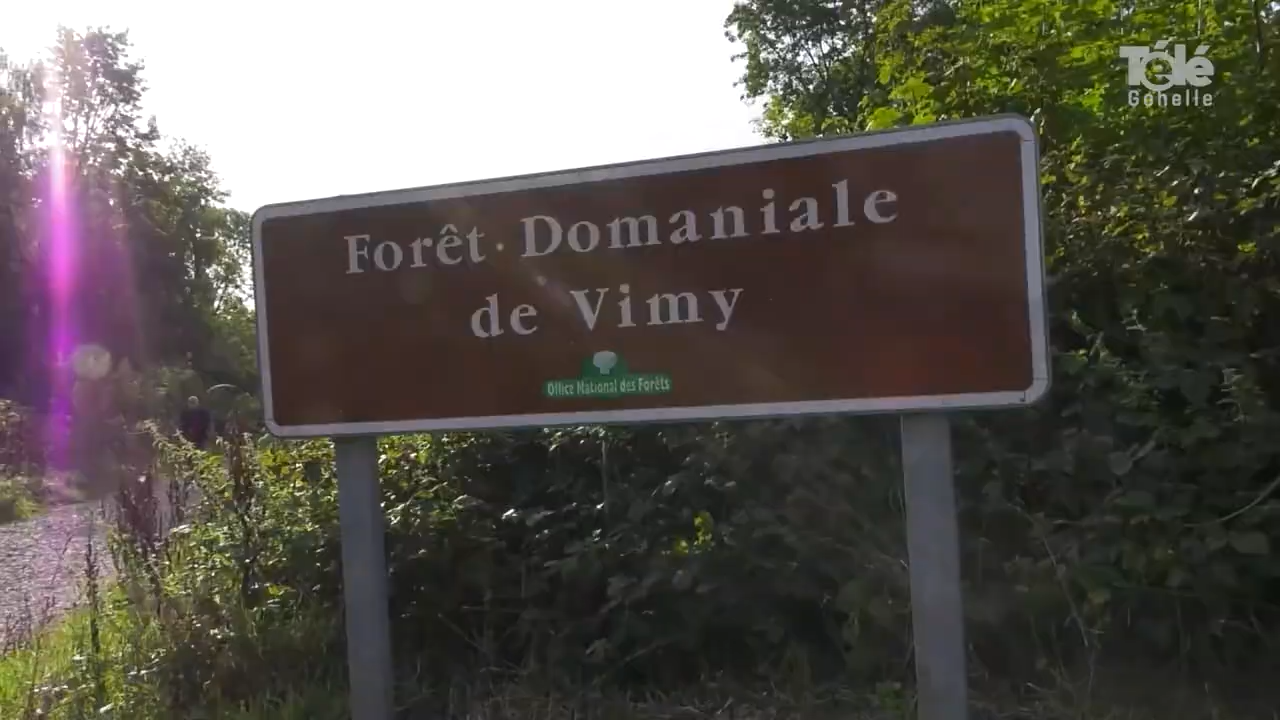 Télé
Gohelle
Forêt Domaniale
de Vimy
Office National des Forêts